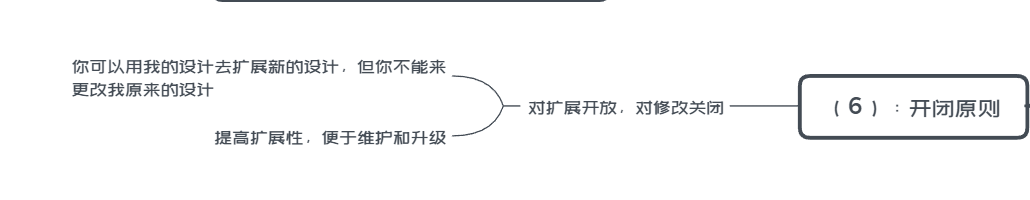 你可以用我的设计去扩展新的设计，但你不能来
更改我原来的设计
提高扩展性，便于维护和升级
对扩展开放，对修改关闭
（6）：开闭原则